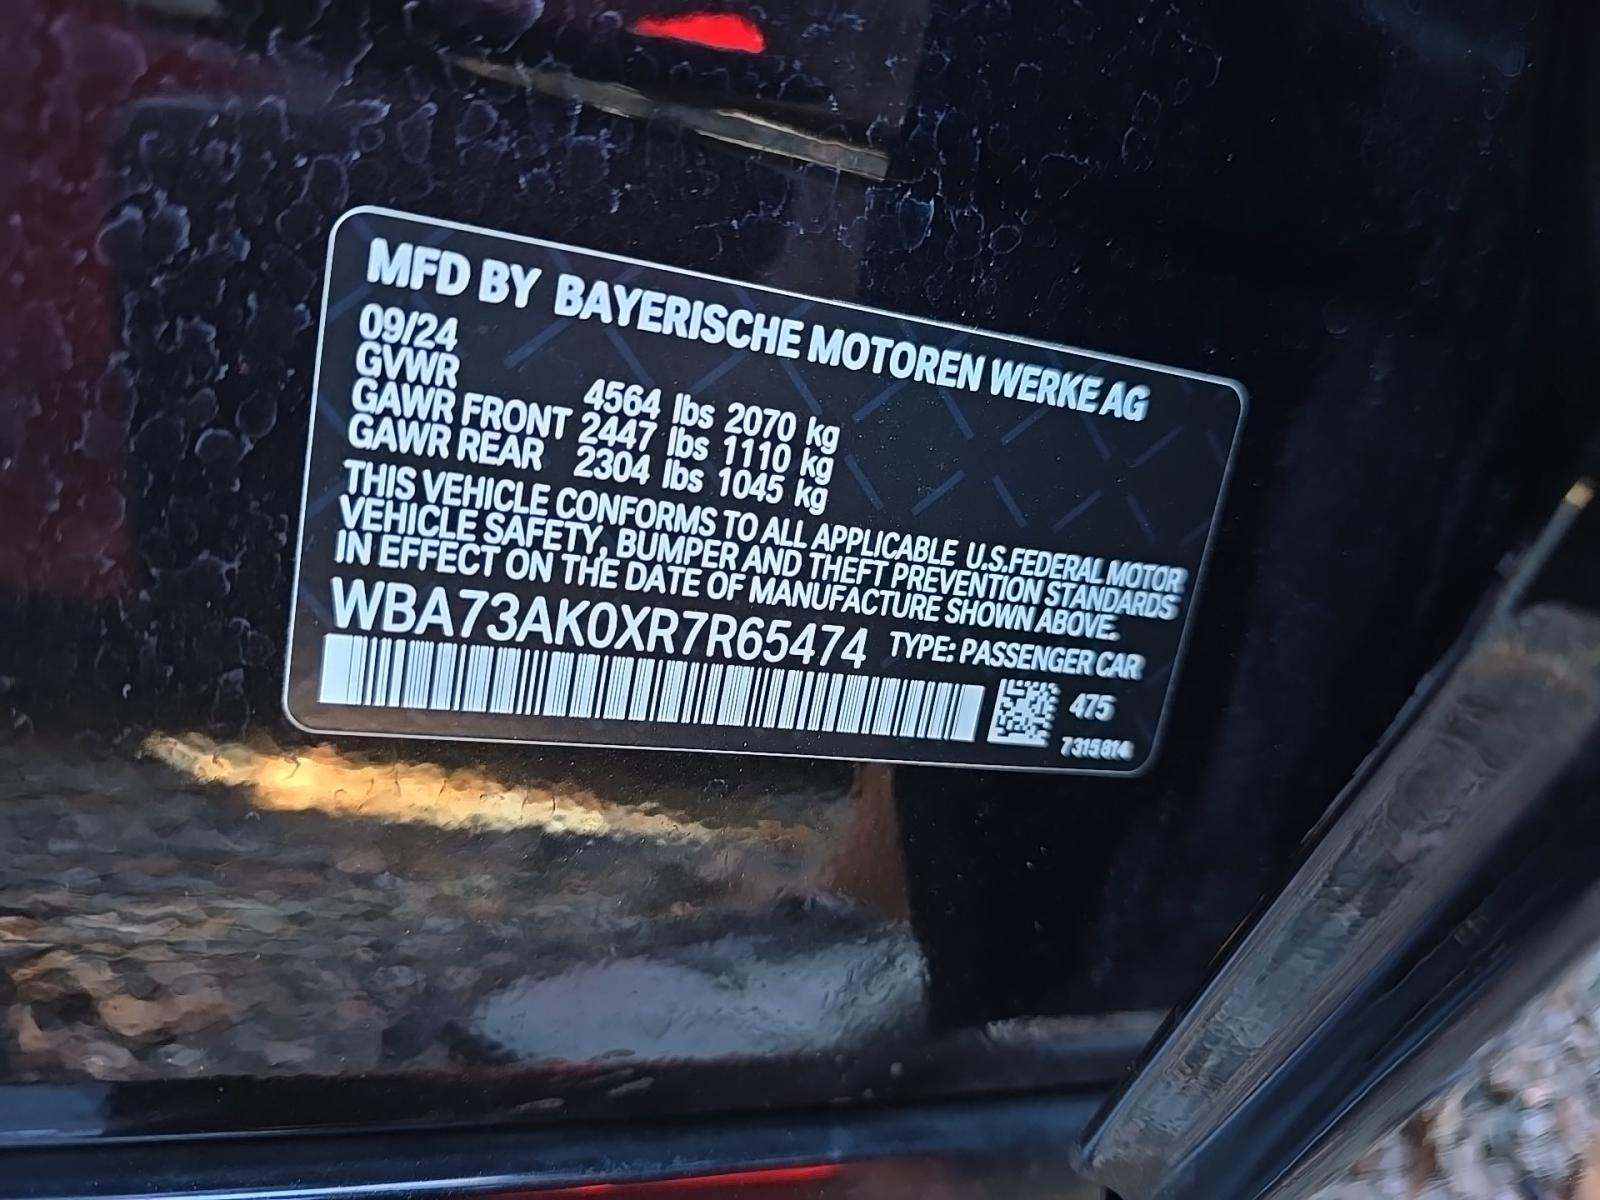 MFD BY BAYERISCHE MOTOREN WERKE AG
09/24
GVWR 4564 lbs 2070 kg
GAWR FRONT 2447 lbs 1110 kg
GAWR REAR 2304 lbs 1045 kg
THIS VEHICLE CONFORMS TO ALL APPLICABLE U.S.FEDERAL MOTOR
VEHICLE SAFETY, BUMPER AND THEFT PREVENTION STANDARDS
IN EFFECT ON THE DATE OF MANUFACTURE SHOWN ABOVE.
WBA73AK0XR7R65474 TYPE: PASSENGER CAR
475
7315814